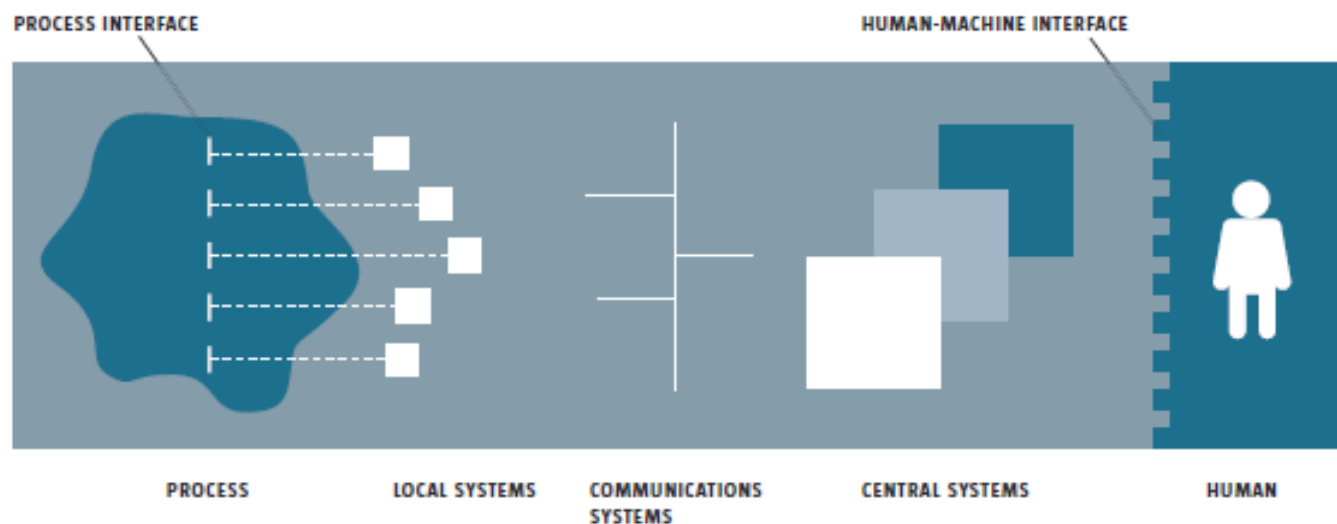 PROCESS INTERFACE
HUMAN-MACHINE INTERFACE
PROCESS
LOCAL SYSTEMS
COMMUNICATIONS
SYSTEMS
CENTRAL SYSTEMS
HUMAN